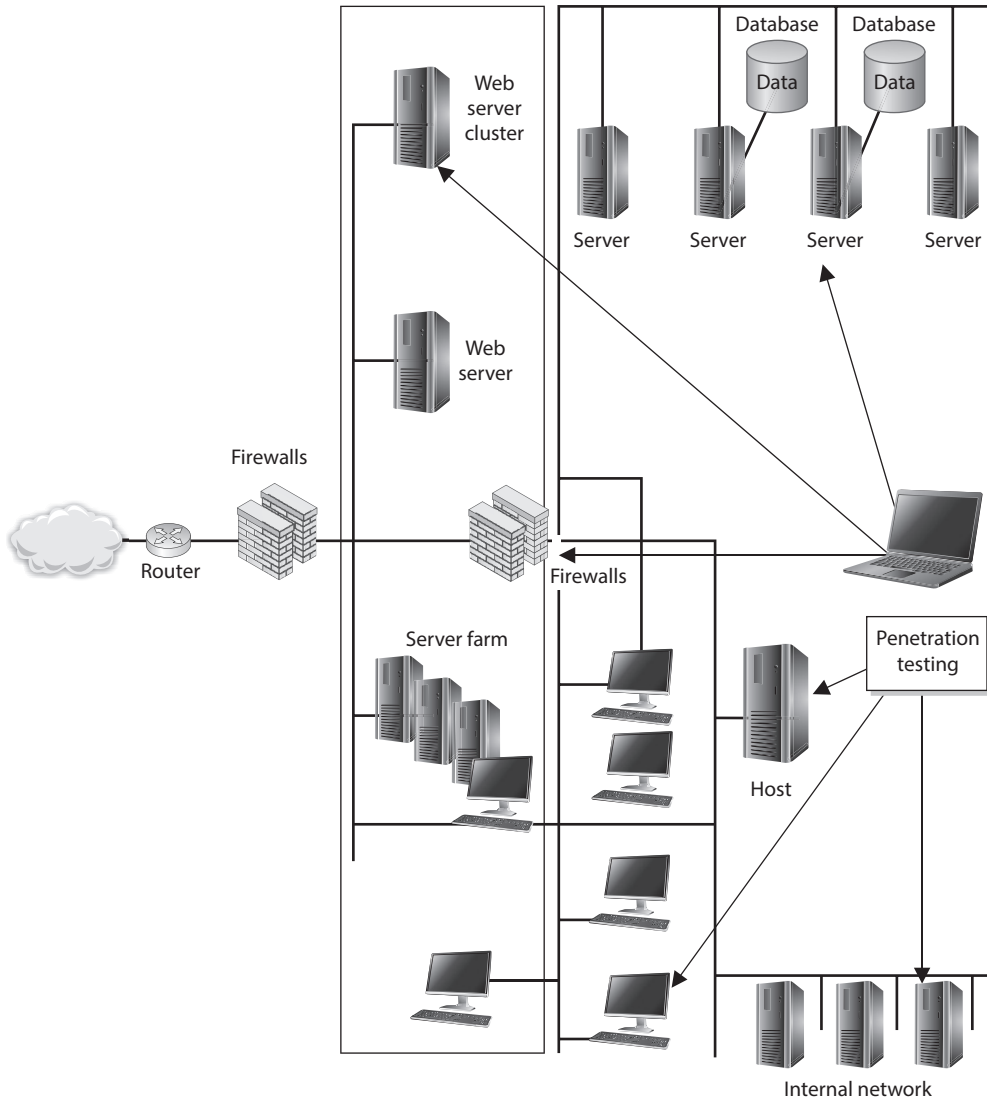 Database
Database
Data
Data
Web
server
cluster
Server
Server
Server
Server
Web
server
Firewalls
Router
Firewalls
Server farm
Penetration
testing
Host
Internal network